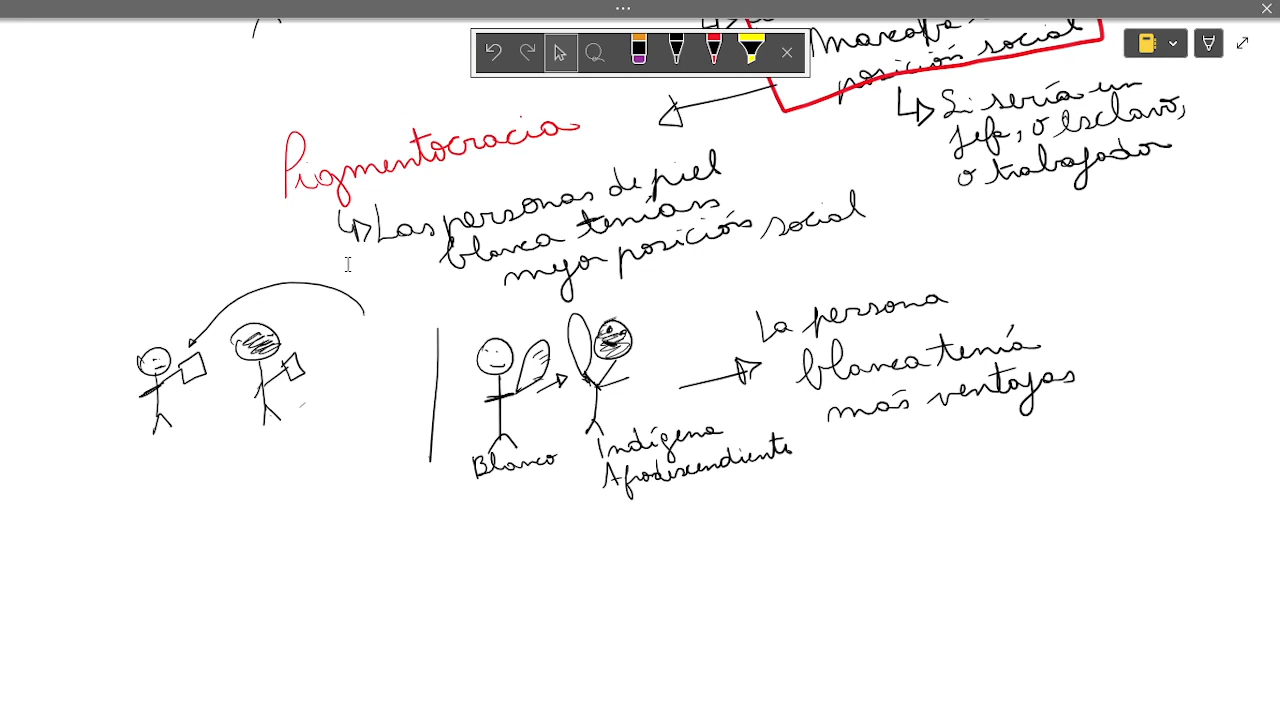 Marcaba
posición social
Si sería un
jefe, o esclavo,
o trabajador
Pigmentocracia
Las personas de piel
blanca tenían
mejor posición social
La persona
blanca tenía
más ventajas
Blanco
Indígena
Afrodescendiente